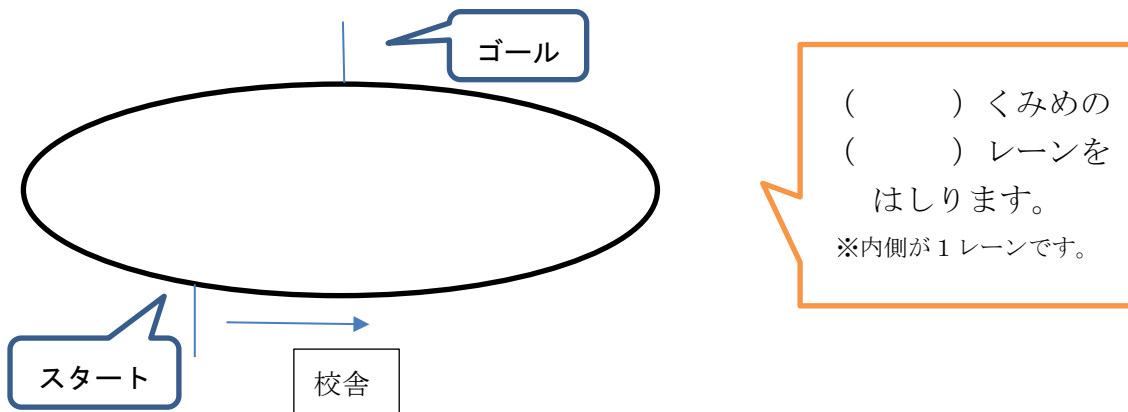 ゴール
(　　　) くみめの
(　　　) レーンを
はしります。
※内側が1レーンです。
スタート
校舎